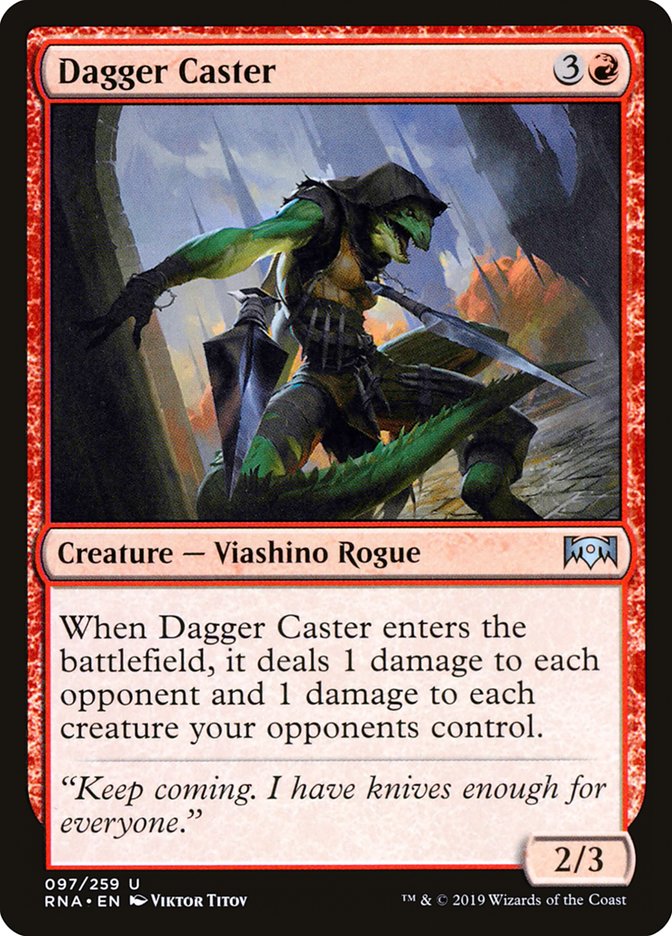 Dagger Caster 3
Creature — Viashino Rogue
When Dagger Caster enters the
battlefield, it deals 1 damage to each
opponent and 1 damage to each
creature your opponents control.
“Keep coming. I have knives enough for
everyone.”
2/3
097/259 U
RNA • EN Viktor Titov
™ & © 2019 Wizards of the Coast